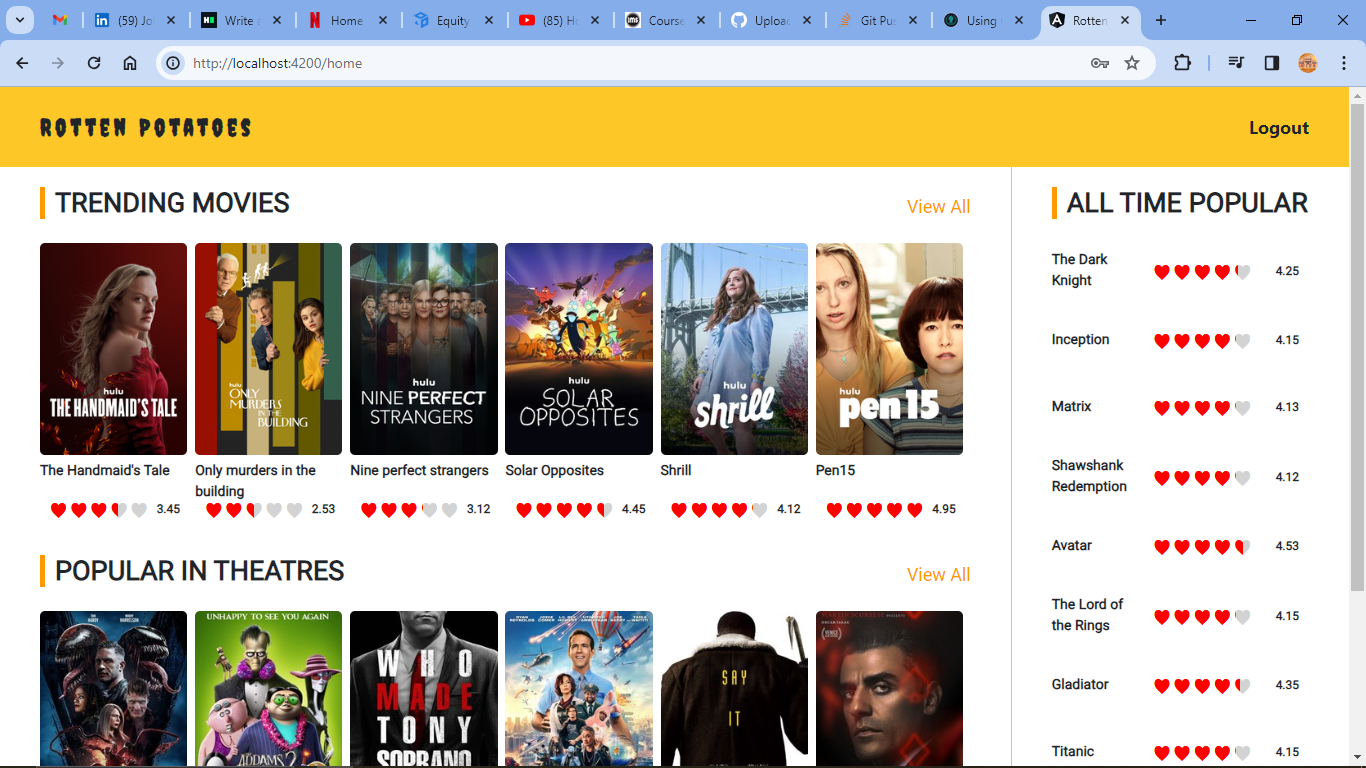 (59) Jo
Write a
Home
Equity
(85) Ho
Course
Upload
Git Pus
Using
Rotten
http://localhost:4200/home
ROTTEN POTATOES
Logout
TRENDING MOVIES
View All
hulu
THE HANDMAID'S TALE
hulu
ONLY
MURDERS
IN THE
BUILDING
hulu
NINE PERFECT
STRANGERS
hulu
SOLAR
OPPOSITES
hulu
shrill
hulu
pen15
The Handmaid's Tale
Only murders in the
building
Nine perfect strangers
Solar Opposites
Shrill
Pen15
3.45
2.53
3.12
4.45
4.12
4.95
POPULAR IN THEATRES
View All
UNHAPPY TO SEE YOU AGAIN
ADDAMS 2
WHO
MADE
TONY
SOPRANO
SAY
IT
OSCAR ISAAC
ALL TIME POPULAR
The Dark
Knight
4.25
Inception
4.15
Matrix
4.13
Shawshank
Redemption
4.12
Avatar
4.53
The Lord of
the Rings
4.15
Gladiator
4.35
Titanic
4.15